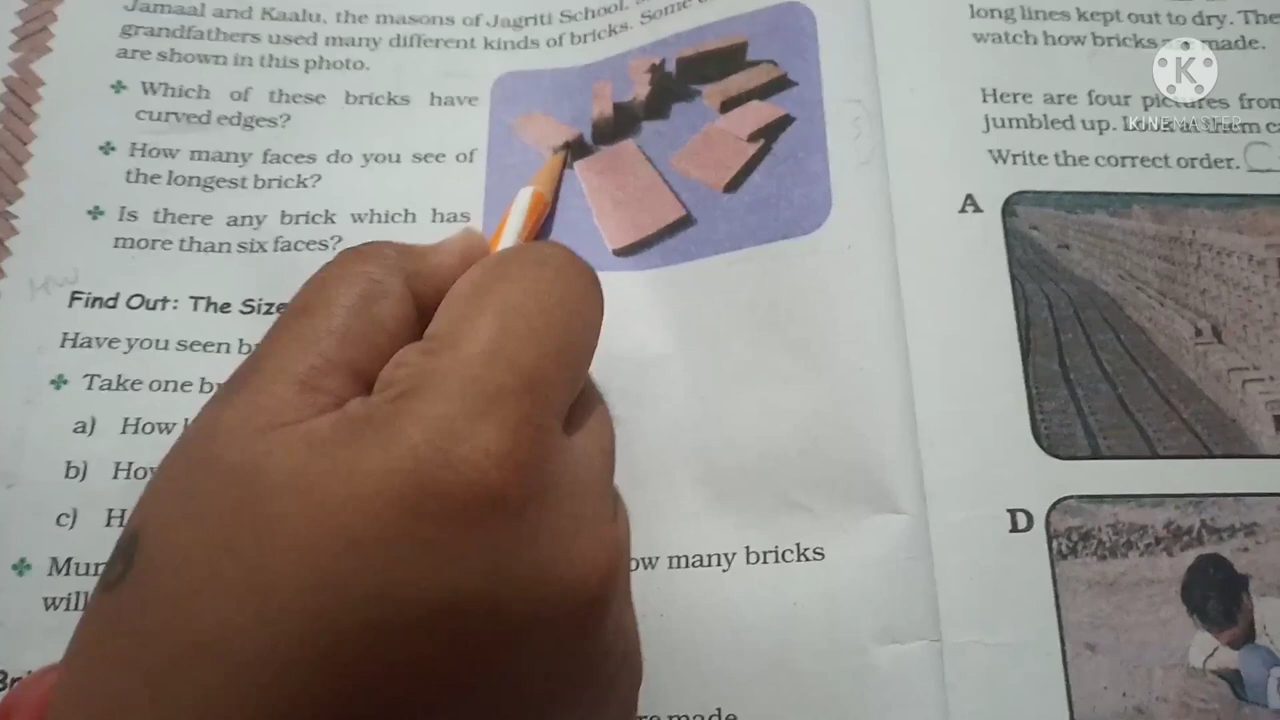 Jamaal and Kaalu, the masons of Jagriti School.
grandfathers used many different kinds of bricks. Some
are shown in this photo.
Which of these bricks have
curved edges?
How many faces do you see of
the longest brick?
Is there any brick which has
more than six faces?
HW
Find Out: The Size
Have you seen
Take one
a) How
b)
c)
ow many bricks
will
made
long lines kept out to dry. The
watch how bricks made.
Here are four pictures from
jumbled up.
Write the correct order.
A
D
K
KINEMASTER